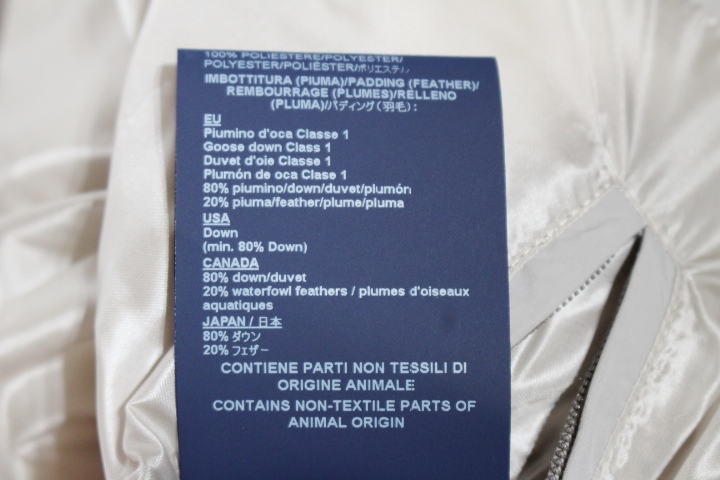 100% POLIESTERE/POLYESTER/
POLYESTER/POLIÉSTER/ポリエステル
IMBOTTITURA (PIUMA)/PADDING (FEATHER)/
REMBOURRAGE (PLUMES)/RELLENO
(PLUMA)/パディング(羽毛):
EU
Piumino d'oca Classe 1
Goose down Class 1
Duvet d'oie Classe 1
Plumón de oca Clase 1
80% piumino/down/duvet/plumón
20% piuma/feather/plume/pluma
USA
Down
(min. 80% Down)
CANADA
80% down/duvet
20% waterfowl feathers / plumes d'oiseaux
aquatiques
JAPAN / 日本
80% ダウン
20% フェザー
CONTIENE PARTI NON TESSILI DI
ORIGINE ANIMALE
CONTAINS NON-TEXTILE PARTS OF
ANIMAL ORIGIN